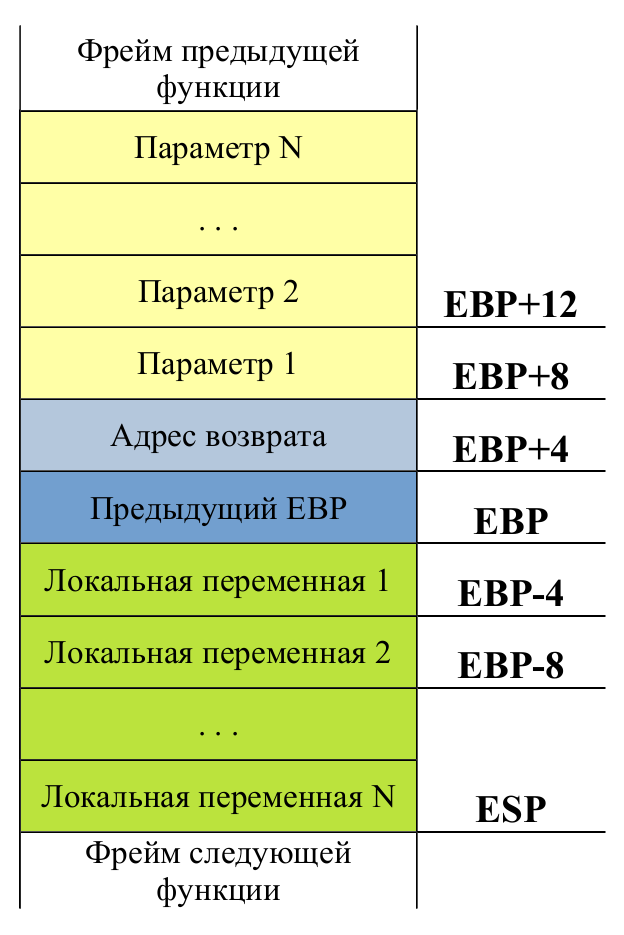 Фрейм предыдущей
функции
Параметр N
. . .
Параметр 2
EBP+12
Параметр 1
EBP+8
Адрес возврата
EBP+4
Предыдущий EBP
EBP
Локальная переменная 1
EBP-4
Локальная переменная 2
EBP-8
. . .
Локальная переменная N
ESP
Фрейм следующей
функции